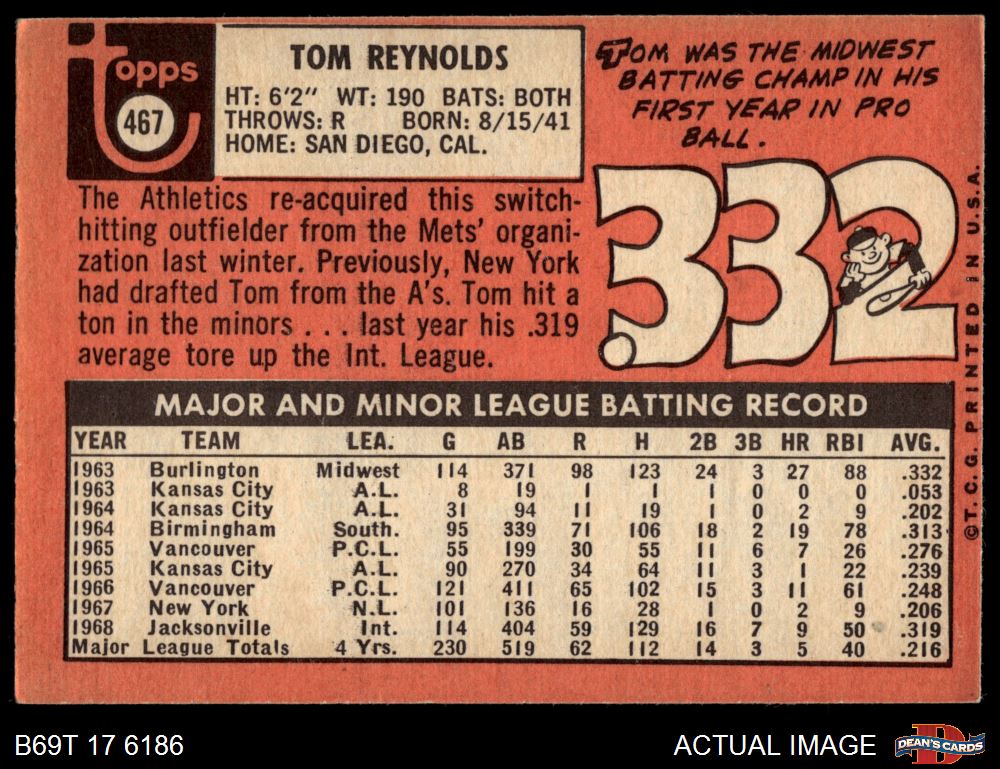 Topps
467
TOM REYNOLDS
HT: 6'2" WT: 190 BATS: BOTH
THROWS: R BORN: 8/15/41
HOME: SAN DIEGO, CAL.
TOM WAS THE MIDWEST
BATTING CHAMP IN HIS
FIRST YEAR IN PRO
BALL.
.332
The Athletics re-acquired this switch-
hitting outfielder from the Mets' organi-
zation last winter. Previously, New York
had drafted Tom from the A's. Tom hit a
ton in the minors . . . last year his .319
average tore up the Int. League.
MAJOR AND MINOR LEAGUE BATTING RECORD
YEAR TEAM LEA. G AB R H 2B 3B HR RBI AVG.
1963 Burlington Midwest 114 371 98 123 24 3 27 88 .332
1963 Kansas City A.L. 8 19 1 1 1 0 0 0 .053
1964 Kansas City A.L. 31 94 11 19 1 0 2 9 .202
1964 Birmingham South. 95 339 71 106 18 2 19 78 .313
1965 Vancouver P.C.L. 55 199 30 55 11 6 7 26 .276
1965 Kansas City A.L. 90 270 34 64 11 3 1 22 .239
1966 Vancouver P.C.L. 121 411 65 102 15 3 11 61 .248
1967 New York N.L. 101 136 16 28 1 0 2 9 .206
1968 Jacksonville Int. 114 404 59 129 16 7 9 50 .319
Major League Totals 4 Yrs. 230 519 62 112 14 3 5 40 .216
©T. C. G. PRINTED IN U.S.A.
B69T 17 6186
ACTUAL IMAGE
DEAN'S CARDS